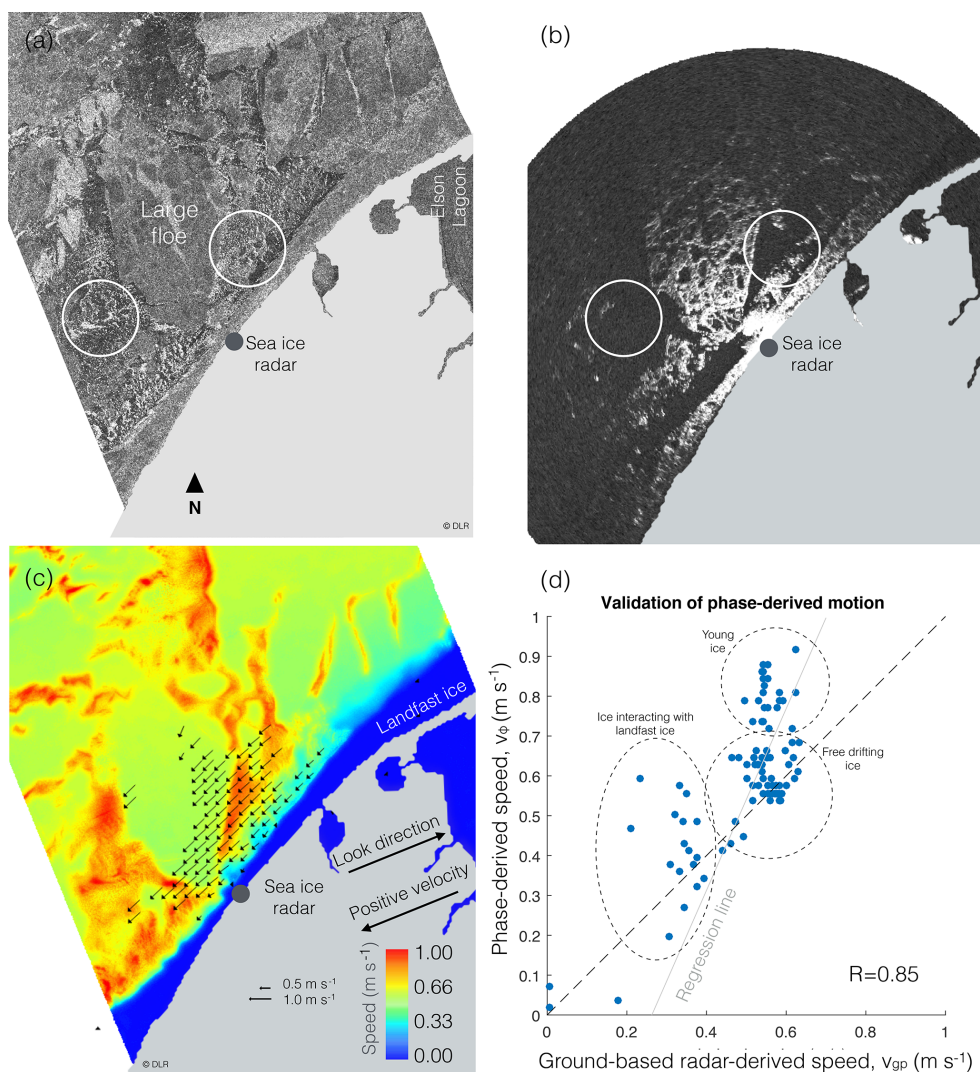 (a)
Large
floe
Elson
Lagoon
Sea ice
radar
N
© DLR
(b)
Sea ice
radar
(c)
Landfast ice
Look direction
Positive velocity
Sea ice
radar
0.5 m s⁻¹
1.0 m s⁻¹
Speed (m s⁻¹)
1.00
0.66
0.33
0.00
© DLR
(d)
Validation of phase-derived motion
Phase-derived speed, vϕ (m s⁻¹)
1
0.9
0.8
0.7
0.6
0.5
0.4
0.3
0.2
0.1
0
Young
ice
Ice interacting with
landfast ice
Free drifting
ice
Regression line
R=0.85
0
0.2
0.4
0.6
0.8
1
Ground-based radar-derived speed, vgp (m s⁻¹)